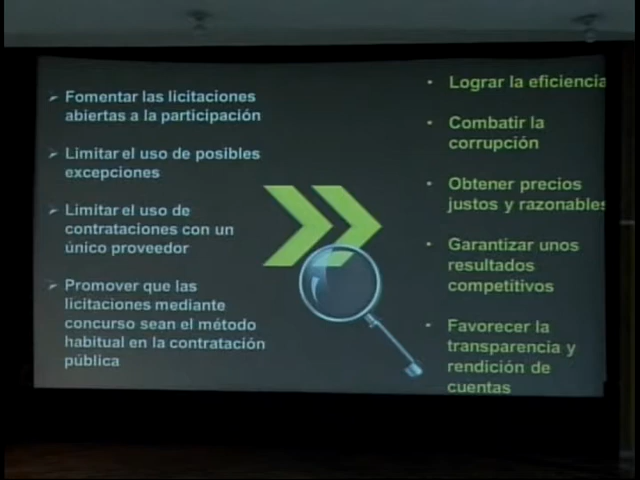 Fomentar las licitaciones
abiertas a la participación
Limitar el uso de posibles
excepciones
Limitar el uso de
contrataciones con un
único proveedor
Promover que las
licitaciones mediante
concurso sean el método
habitual en la contratación
pública
Lograr la eficiencia
Combatir la
corrupción
Obtener precios
justos y razonables
Garantizar unos
resultados
competitivos
Favorecer la
transparencia y
rendición de
cuentas